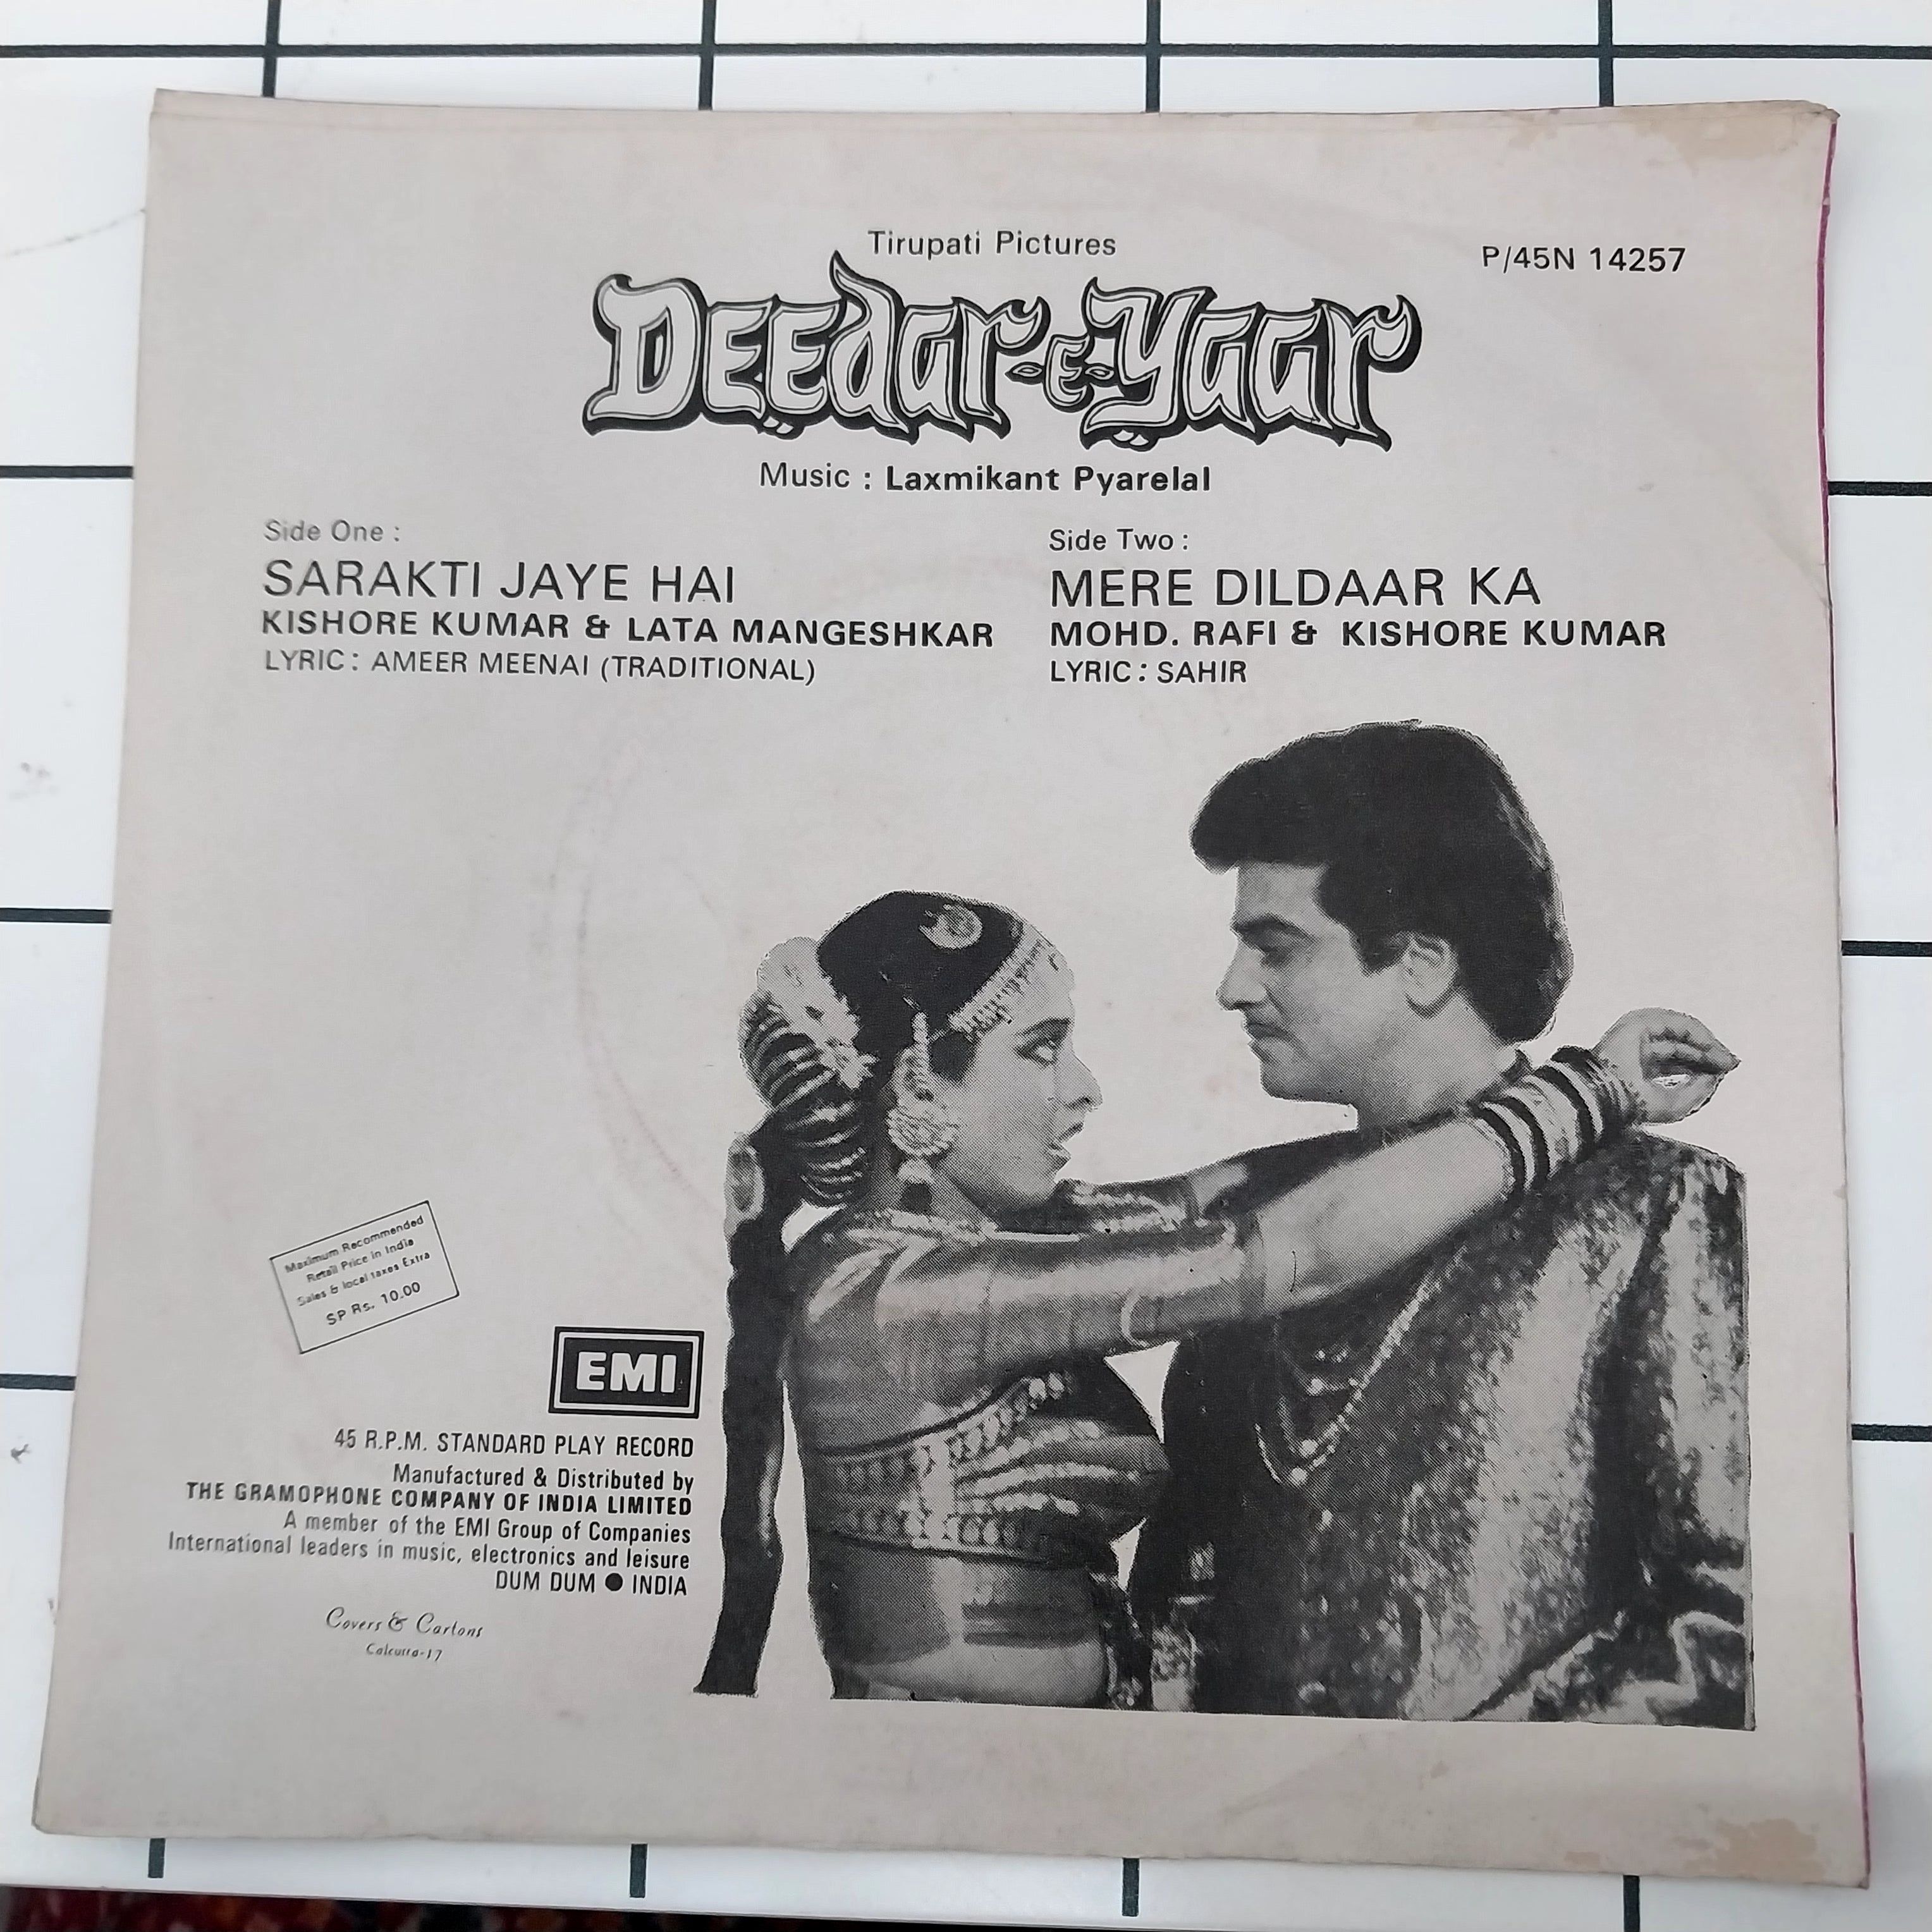 Tirupati Pictures
P/45N 14257
DEEdaar-e-Yaar
Music : Laxmikant Pyarelal
Side One :
SARAKTI JAYE HAI
KISHORE KUMAR & LATA MANGESHKAR
LYRIC : AMEER MEENAI (TRADITIONAL)
Side Two :
MERE DILDAAR KA
MOHD. RAFI & KISHORE KUMAR
LYRIC : SAHIR
Maximum Recommended
Retail Price in India
Sales & local taxes Extra
SP Rs. 10.00
EMI
45 R.P.M. STANDARD PLAY RECORD
Manufactured & Distributed by
THE GRAMOPHONE COMPANY OF INDIA LIMITED
A member of the EMI Group of Companies
International leaders in music, electronics and leisure
DUM DUM ● INDIA
Covers & Cartons
Calcutta-17